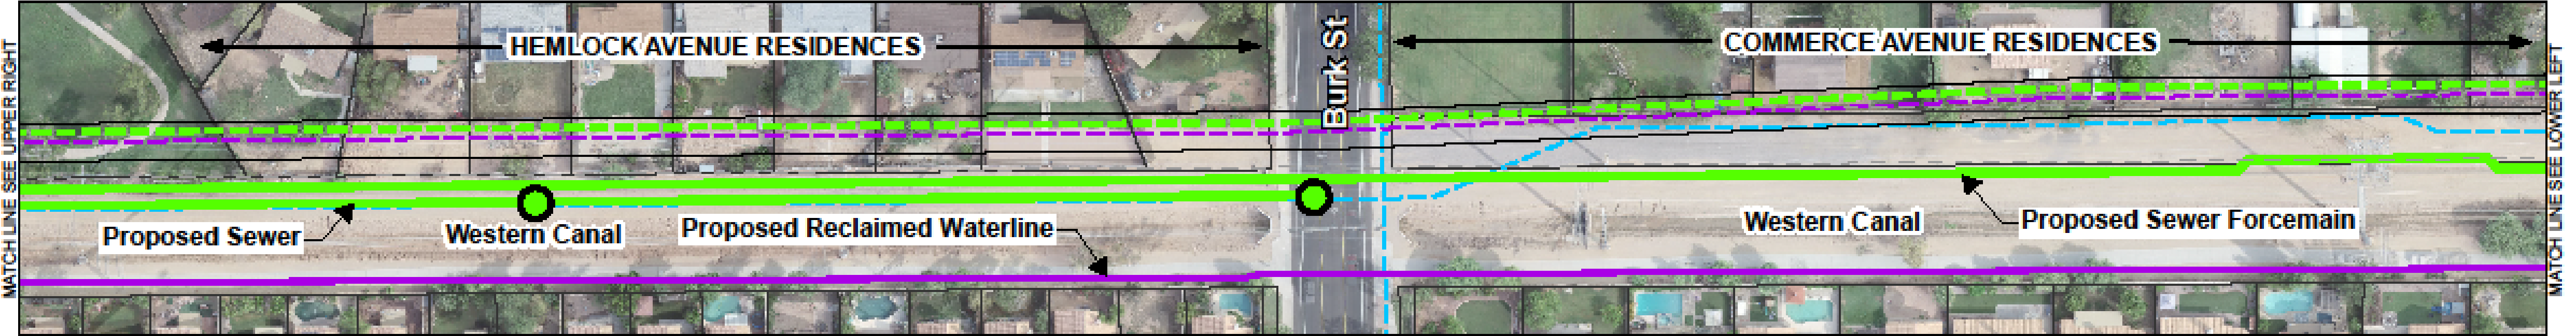 MATCH LINE SEE UPPER RIGHT
HEMLOCK AVENUE RESIDENCES
Burk St
COMMERCE AVENUE RESIDENCES
Proposed Sewer
Western Canal
Proposed Reclaimed Waterline
Western Canal
Proposed Sewer Forcemain
MATCH LINE SEE LOWER LEFT